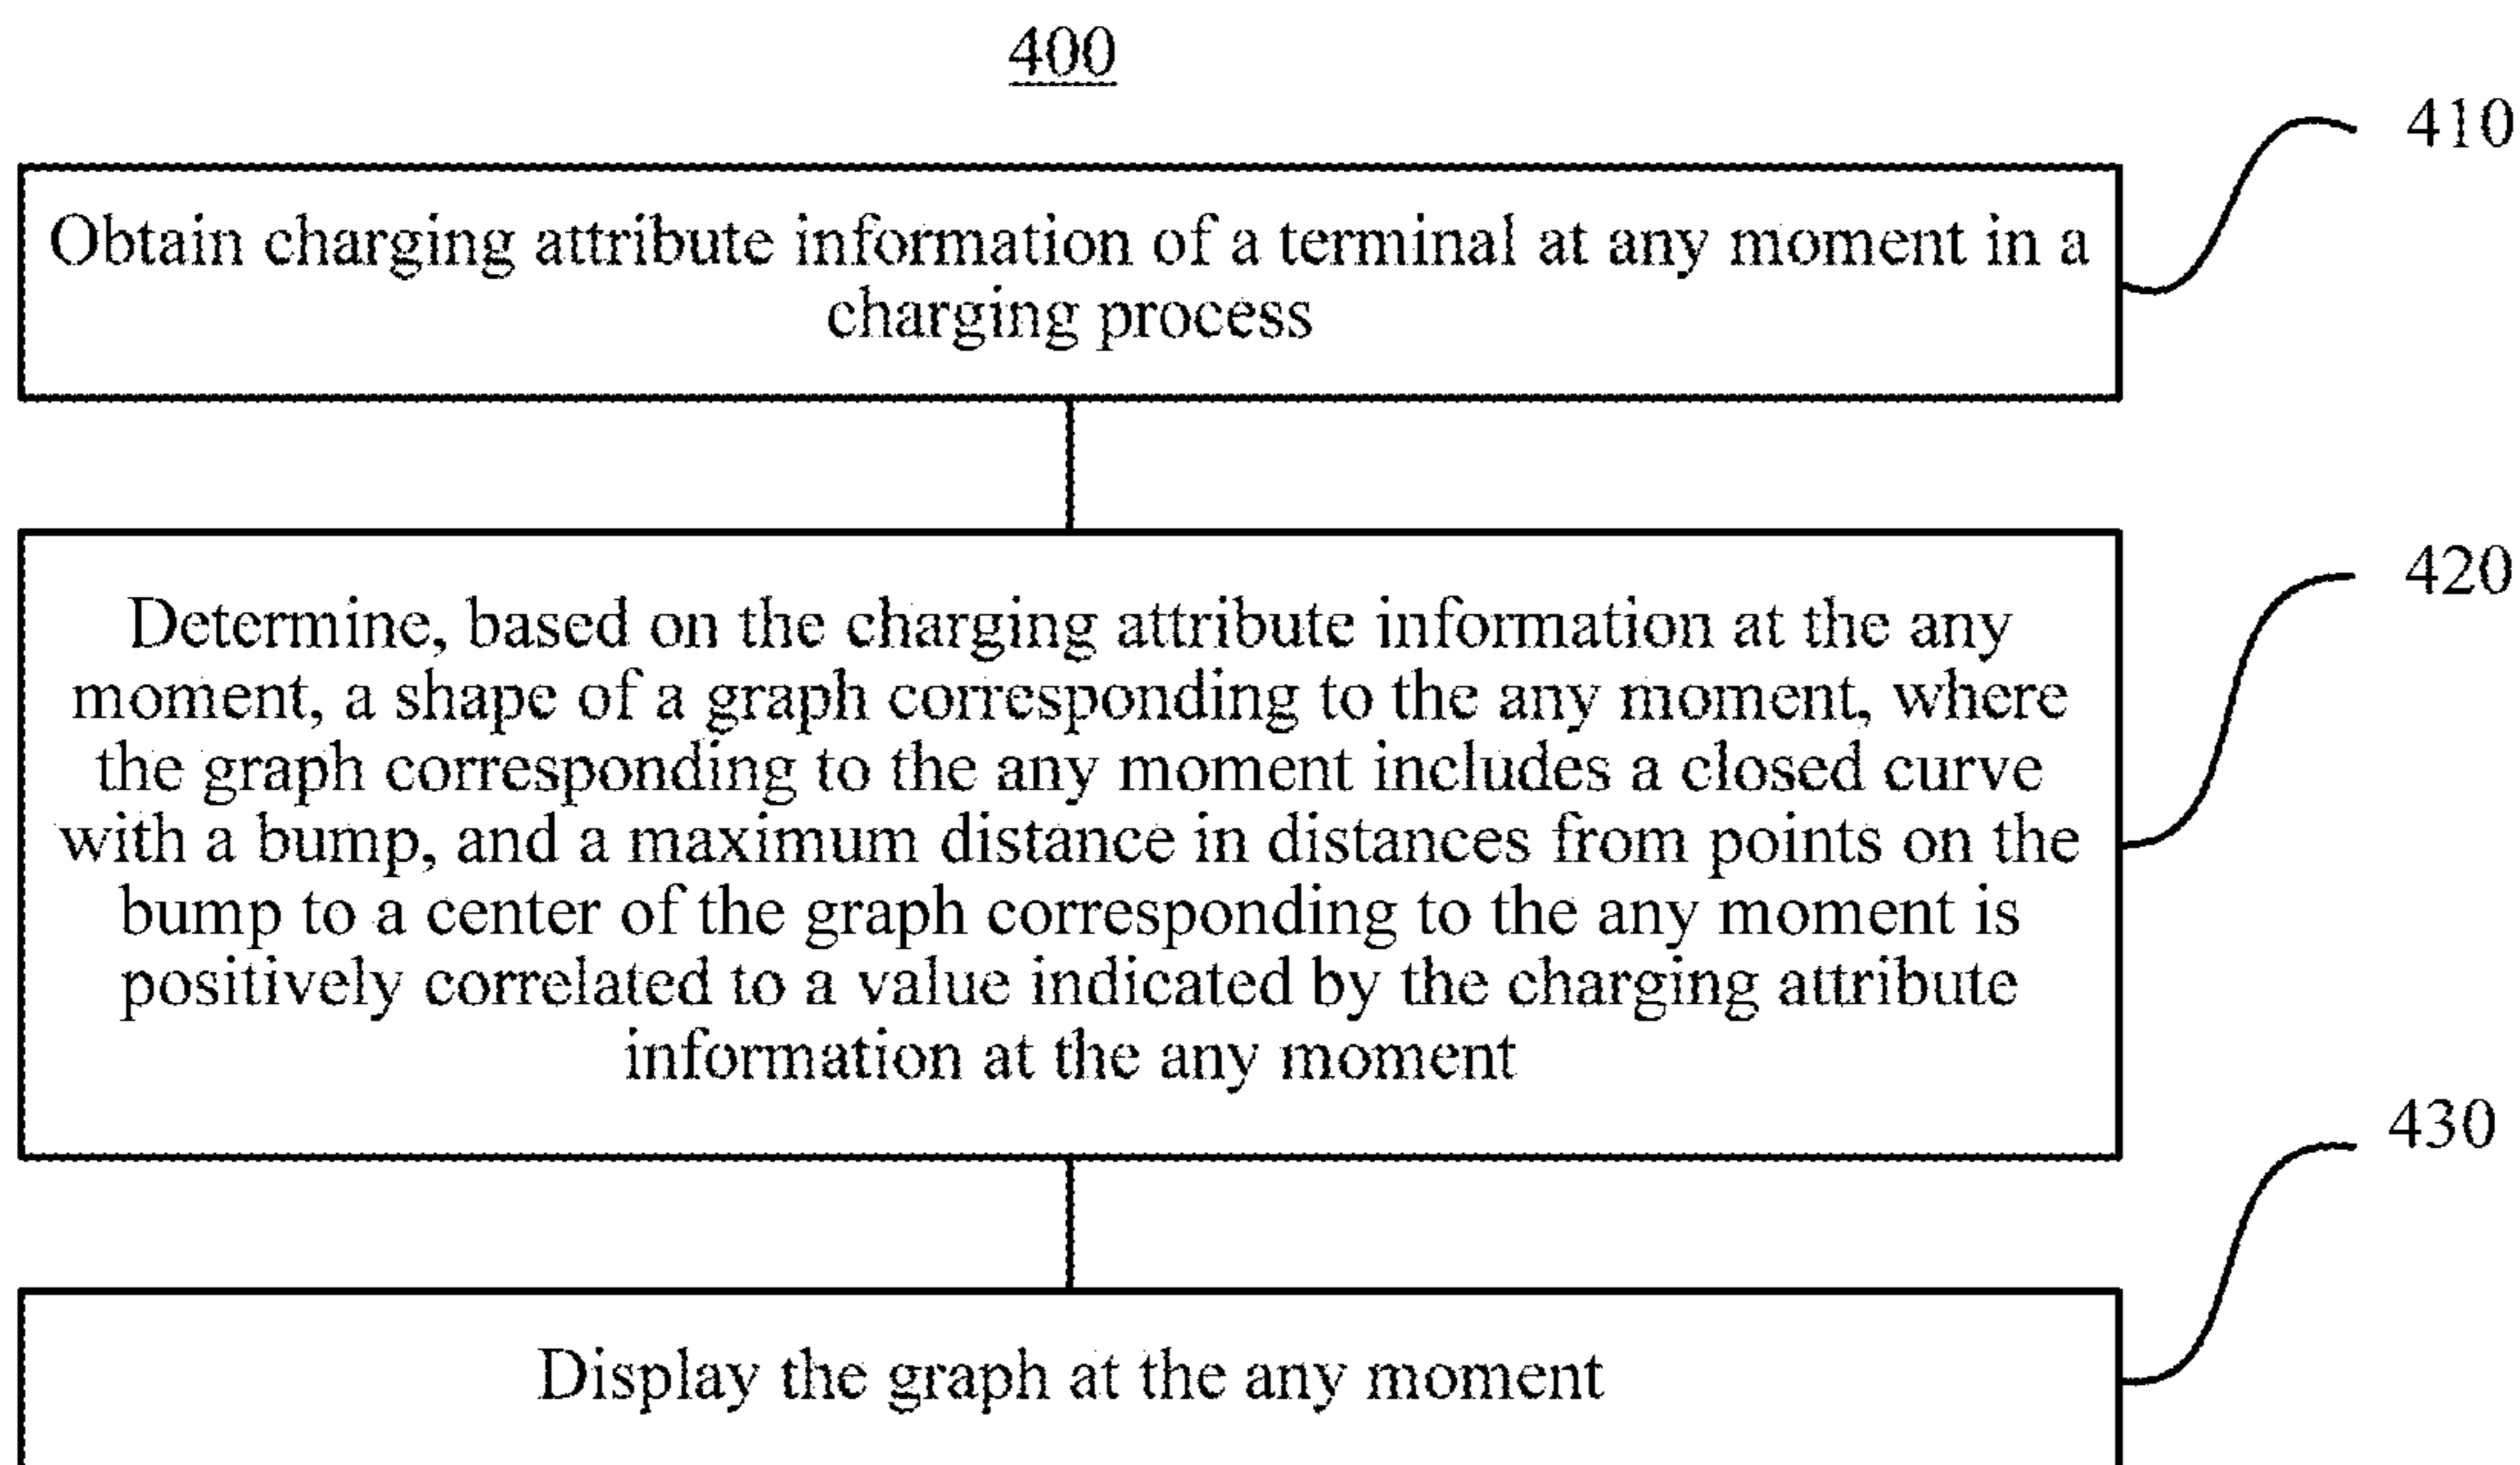 400
410
Obtain charging attribute information of a terminal at any moment in a
charging process
420
Determine, based on the charging attribute information at the any
moment, a shape of a graph corresponding to the any moment, where
the graph corresponding to the any moment includes a closed curve
with a bump, and a maximum distance in distances from points on the
bump to a center of the graph corresponding to the any moment is
positively correlated to a value indicated by the charging attribute
information at the any moment
430
Display the graph at the any moment